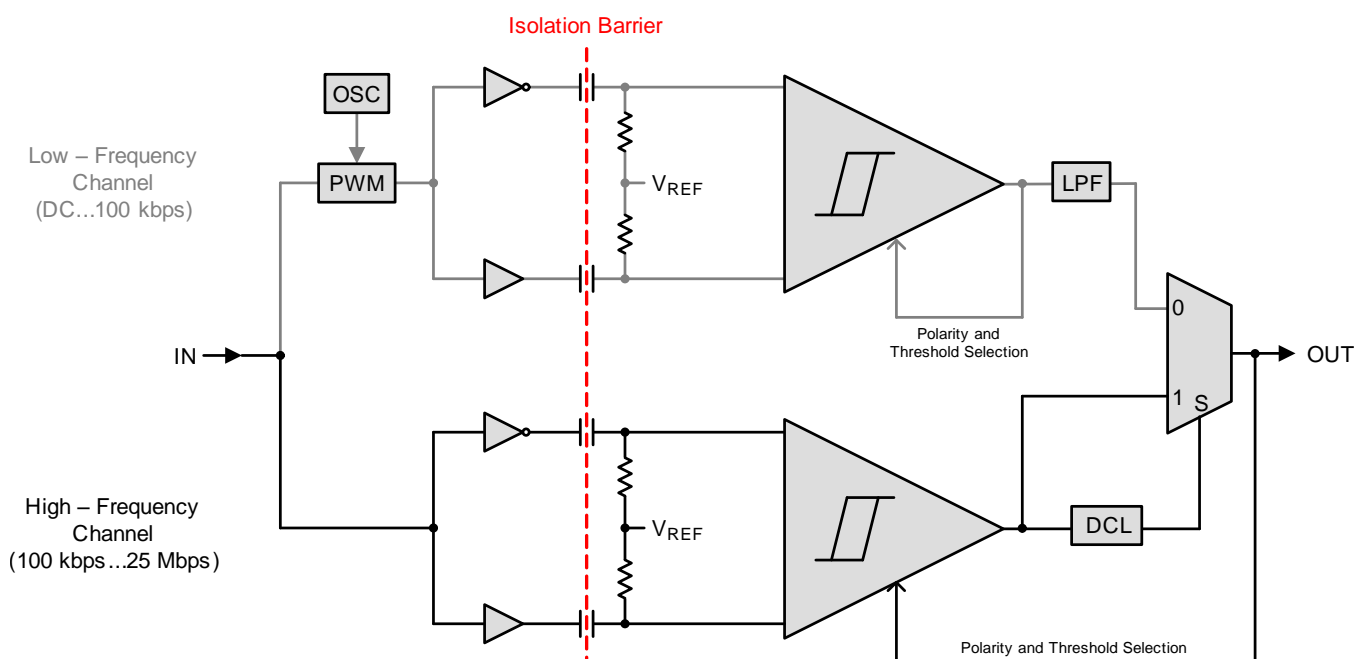 Isolation Barrier
OSC
Low – Frequency
Channel
(DC...100 kbps)
PWM
VREF
LPF
Polarity and
Threshold Selection
0
IN
OUT
1
S
High – Frequency
Channel
(100 kbps...25 Mbps)
VREF
DCL
Polarity and Threshold Selection